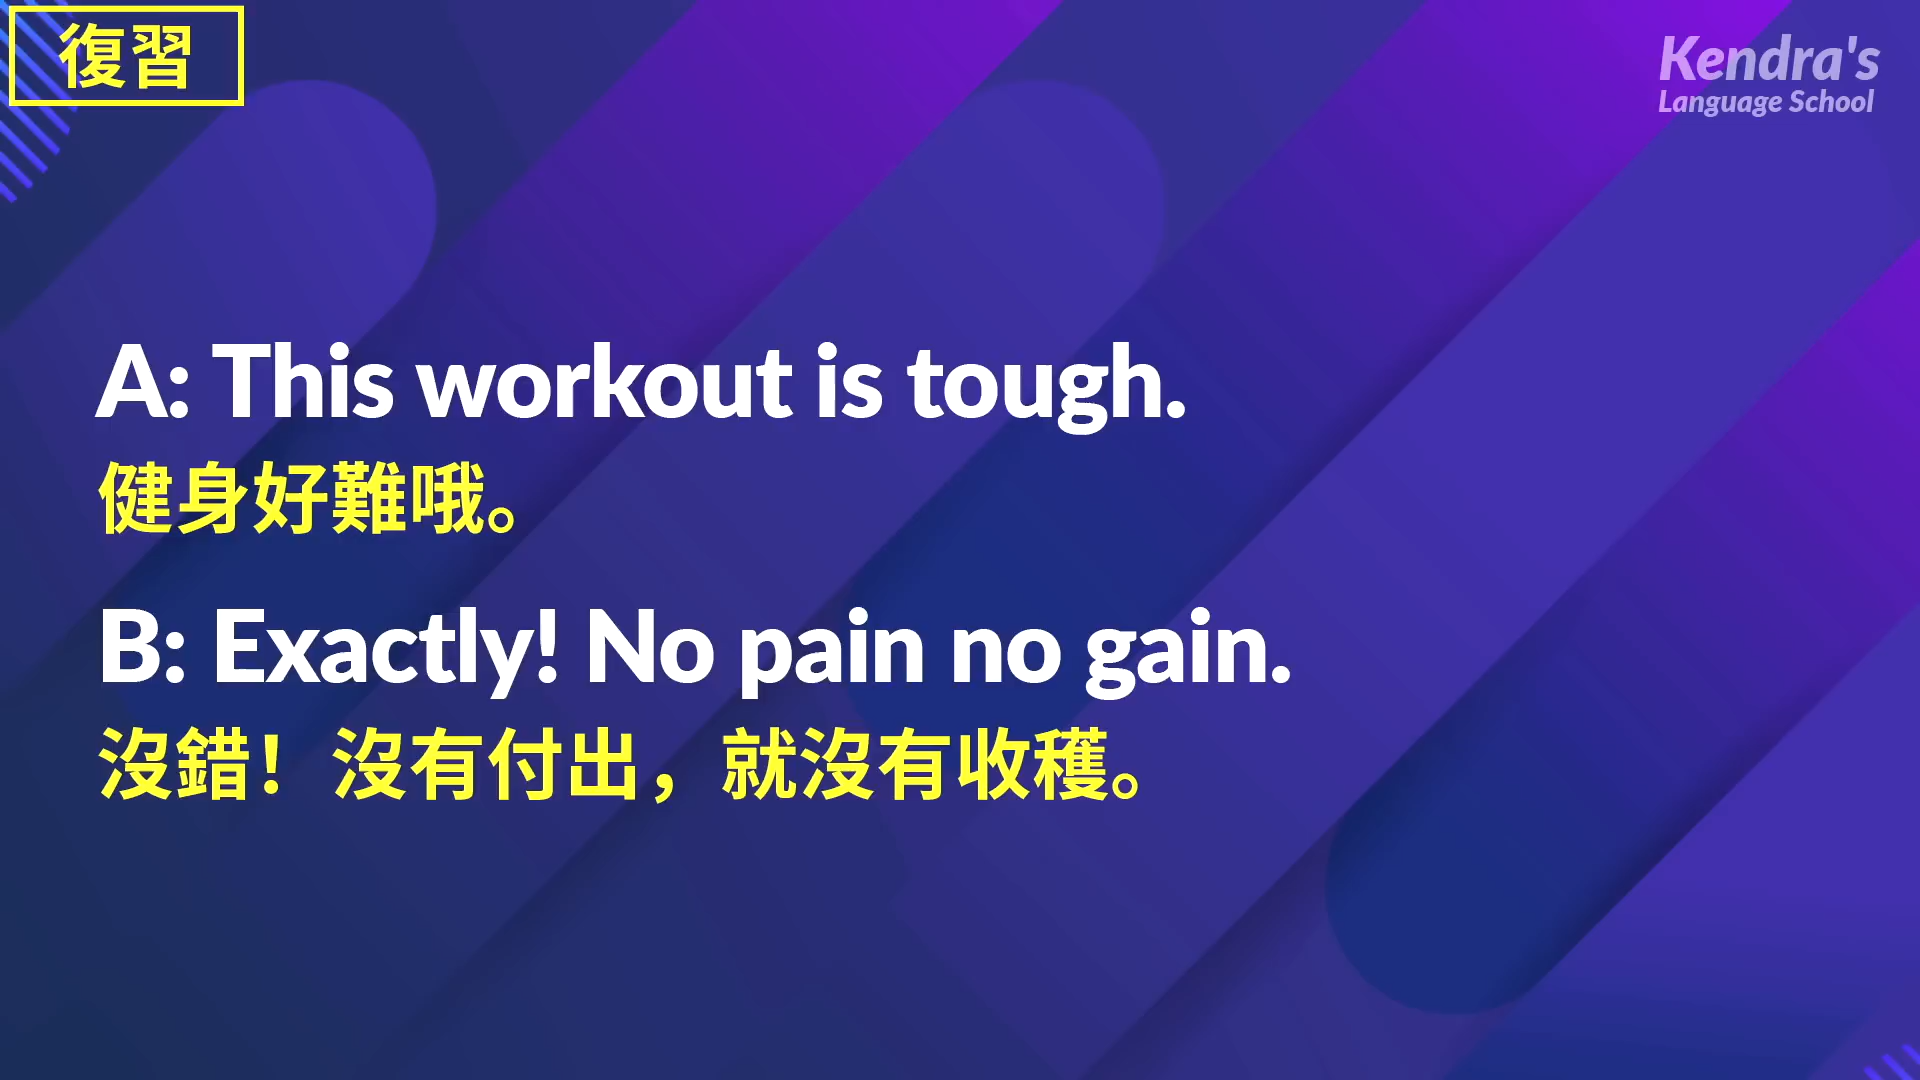 復習
Kendra's
Language School
A: This workout is tough.
健身好難哦。
B: Exactly! No pain no gain.
沒錯！沒有付出，就沒有收穫。